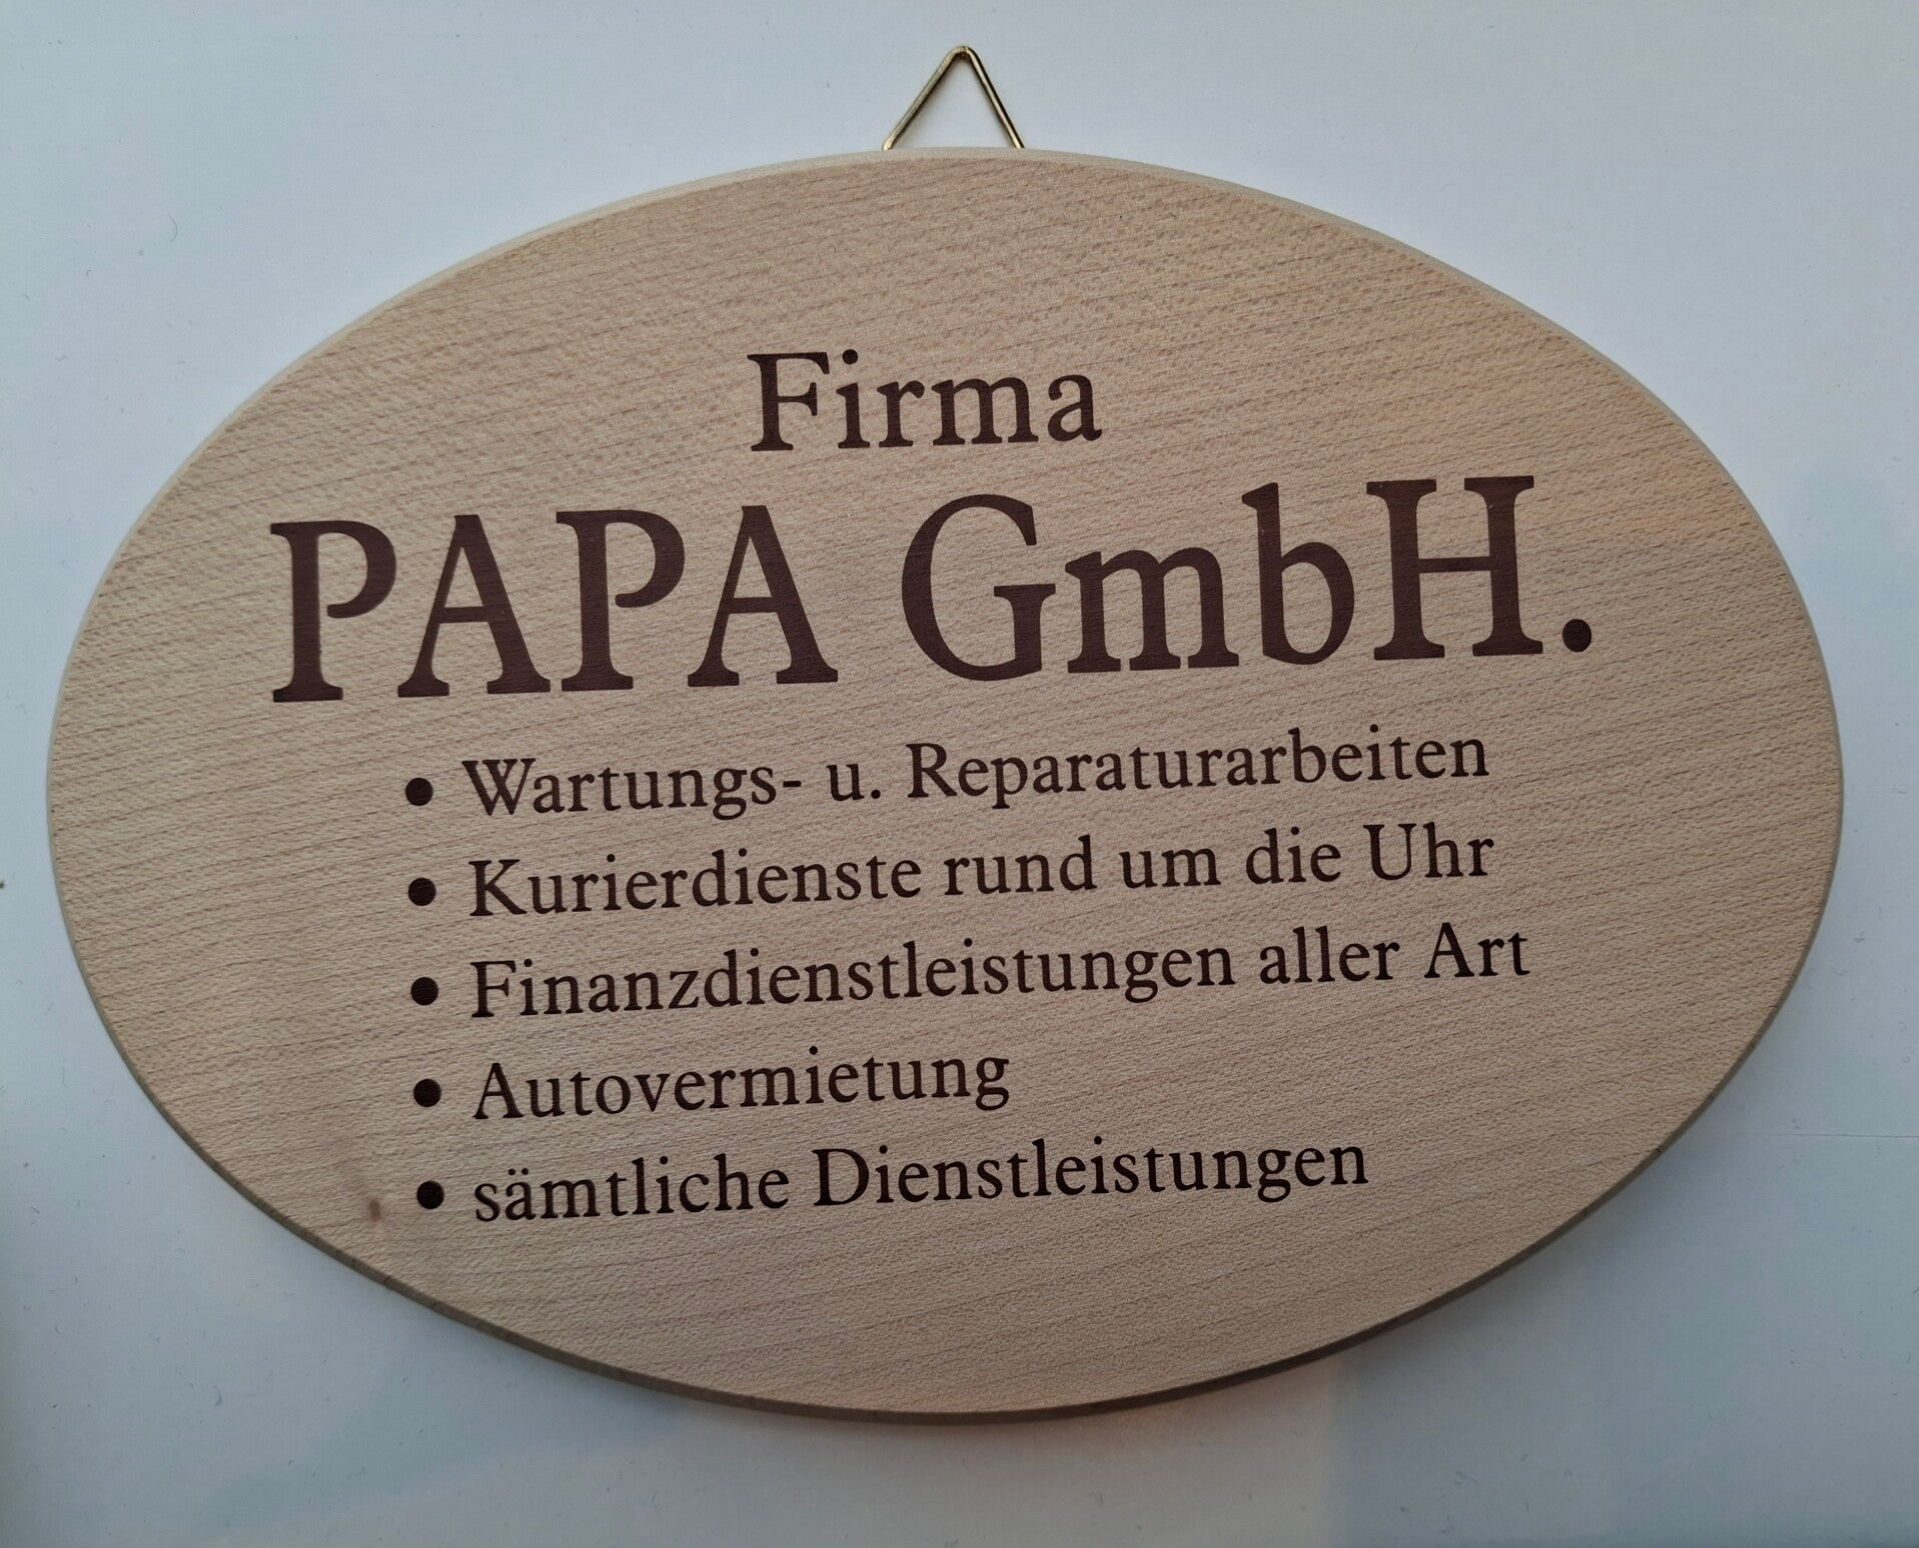 Firma
PAPA GmbH.
• Wartungs- u. Reparaturarbeiten
• Kurierdienste rund um die Uhr
• Finanzdienstleistungen aller Art
• Autovermietung
• sämtliche Dienstleistungen